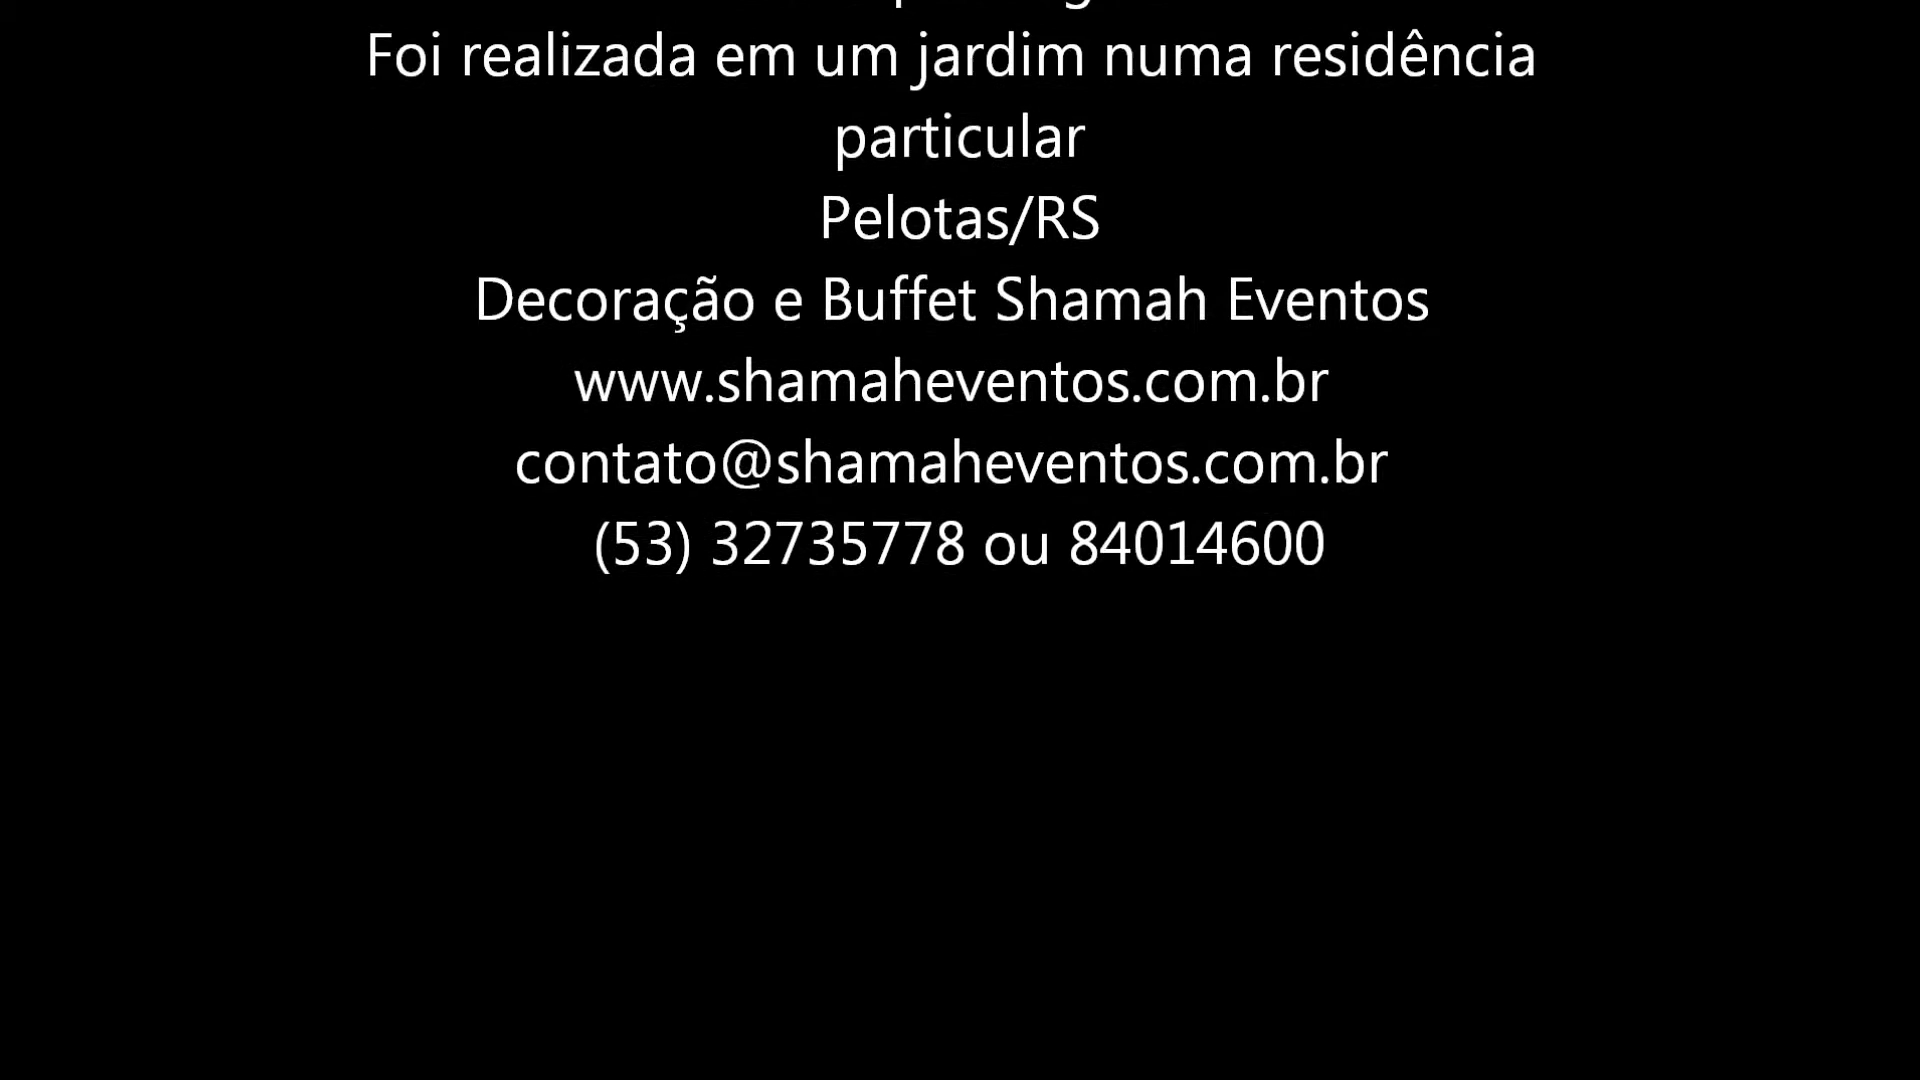 Foi realizada em um jardim numa residência
particular
Pelotas/RS
Decoração e Buffet Shamah Eventos
www.shamaheventos.com.br
contato@shamaheventos.com.br
(53) 32735778 ou 84014600